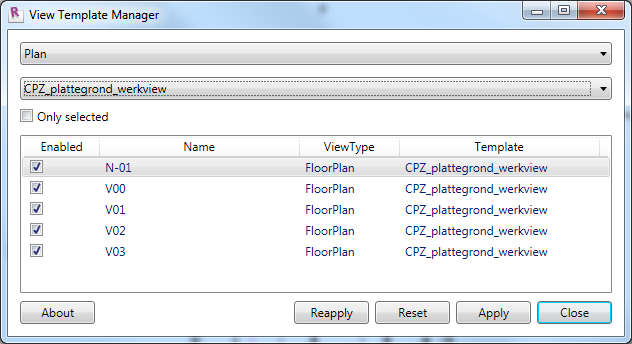 View Template Manager
Plan
CPZ_plattegrond_werkview
Only selected
Enabled Name ViewType Template
N-01 FloorPlan CPZ_plattegrond_werkview
V00 FloorPlan CPZ_plattegrond_werkview
V01 FloorPlan CPZ_plattegrond_werkview
V02 FloorPlan CPZ_plattegrond_werkview
V03 FloorPlan CPZ_plattegrond_werkview
About Reapply Reset Apply Close